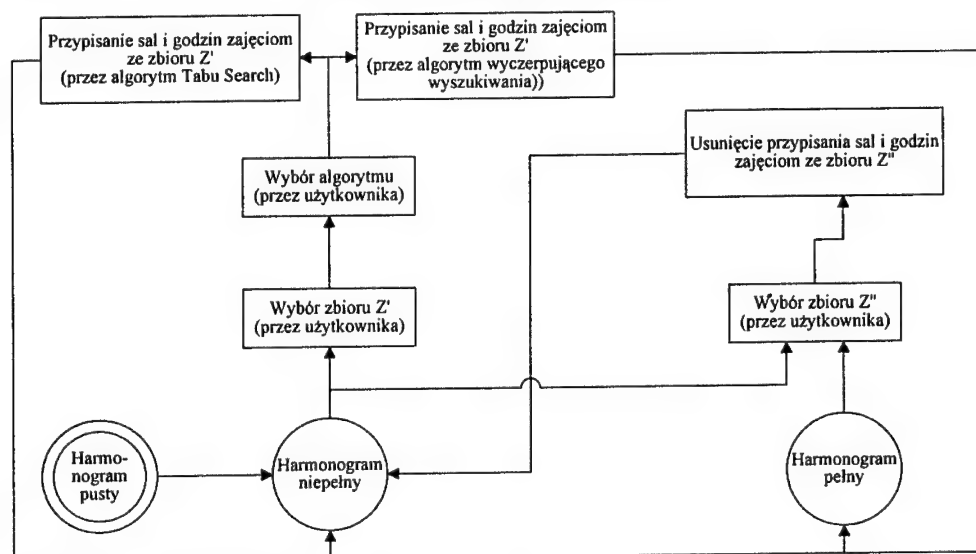 Przypisanie sal i godzin zajęciom
ze zbioru Z'
(przez algorytm Tabu Search)
Przypisanie sal i godzin zajęciom
ze zbioru Z'
(przez algorytm wyczerpującego
wyszukiwania))
Usunięcie przypisania sal i godzin
zajęciom ze zbioru Z"
Wybór algorytmu
(przez użytkownika)
Wybór zbioru Z'
(przez użytkownika)
Wybór zbioru Z"
(przez użytkownika)
Harmo-
nogram
pusty
Harmonogram
niepełny
Harmonogram
pełny